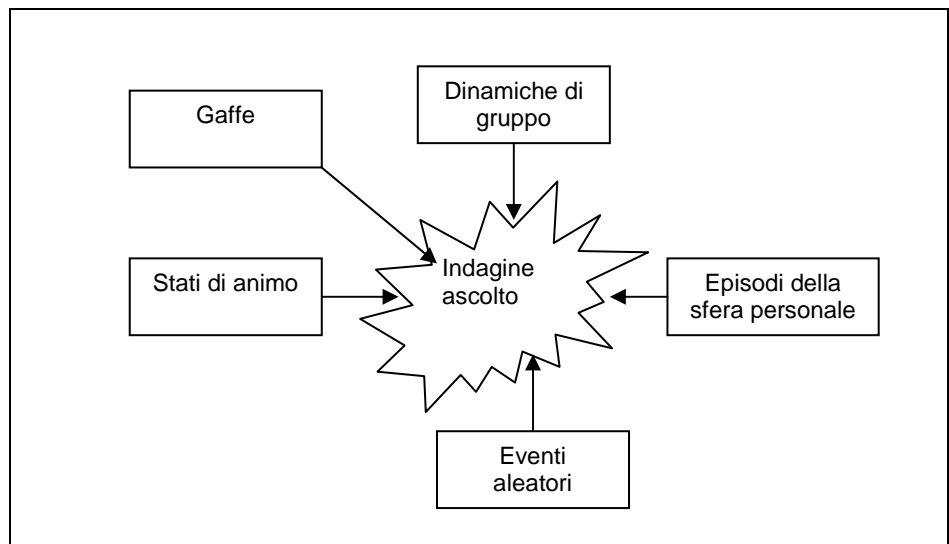 Gaffe
Dinamiche di
gruppo
Indagine
ascolto
Stati di animo
Episodi della
sfera personale
Eventi
aleatori